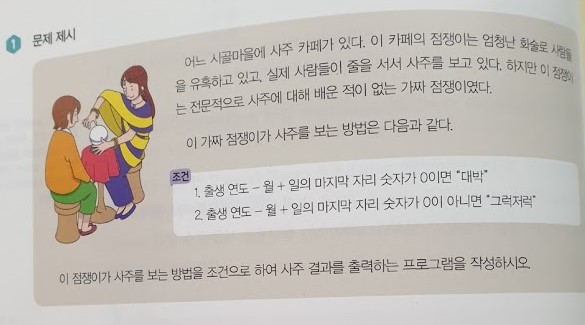 1 문제 제시
어느 시골마을에 사주 카페가 있다. 이 카페의 점쟁이는 엄청난 화술로 사람들
을 유혹하고 있고, 실제 사람들이 줄을 서서 사주를 보고 있다. 하지만 이 점쟁이
는 전문적으로 사주에 대해 배운 적이 없는 가짜 점쟁이였다.
이 가짜 점쟁이가 사주를 보는 방법은 다음과 같다.
조건
1. 출생 연도 - 월 + 일의 마지막 자리 숫자가 0이면 "대박"
2. 출생 연도 - 월 + 일의 마지막 자리 숫자가 0이 아니면 "그럭저럭"
이 점쟁이가 사주를 보는 방법을 조건으로 하여 사주 결과를 출력하는 프로그램을 작성하시오.